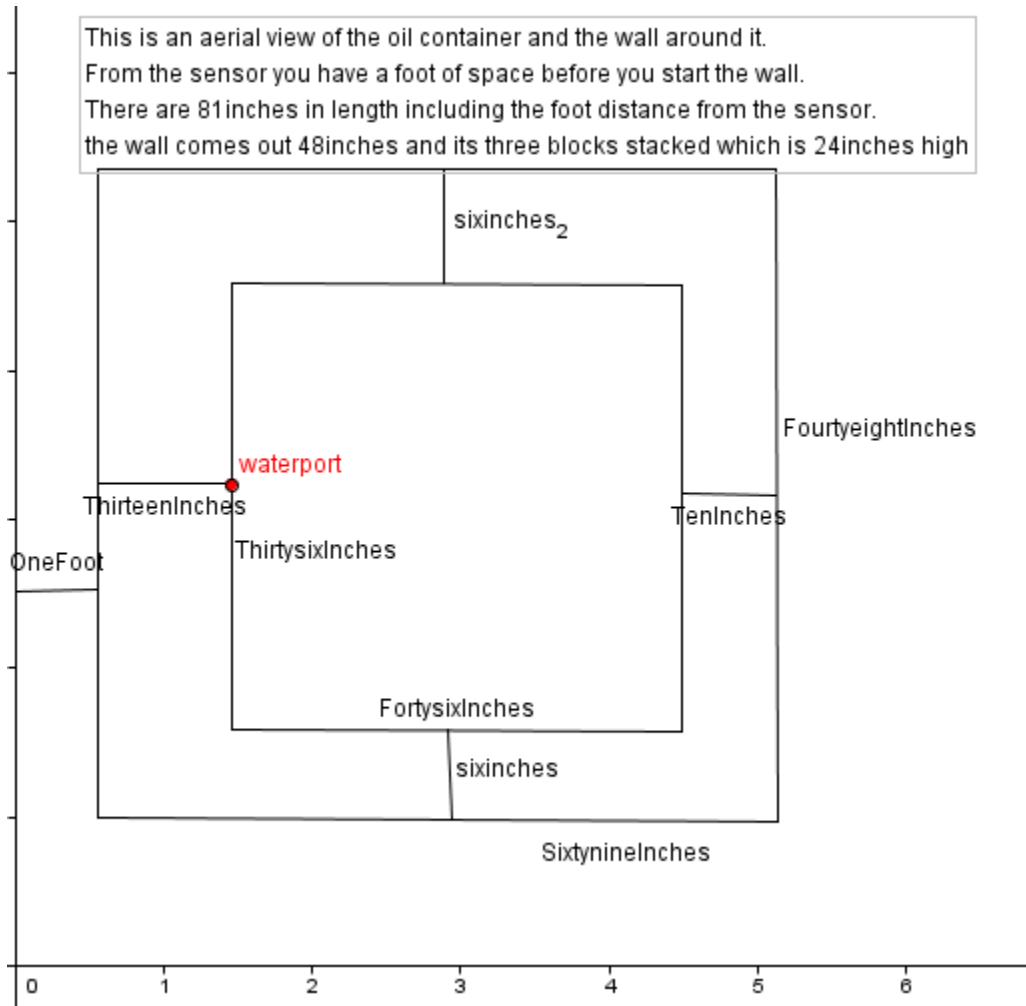 This is an aerial view of the oil container and the wall around it.
From the sensor you have a foot of space before you start the wall.
There are 81inches in length including the foot distance from the sensor.
the wall comes out 48inches and its three blocks stacked which is 24inches high
sixinches₂
FourtyeightInches
waterport
ThirteenInches
TenInches
ThirtysixInches
OneFoot
FortysixInches
sixinches
SixtynineInches
0 1 2 3 4 5 6